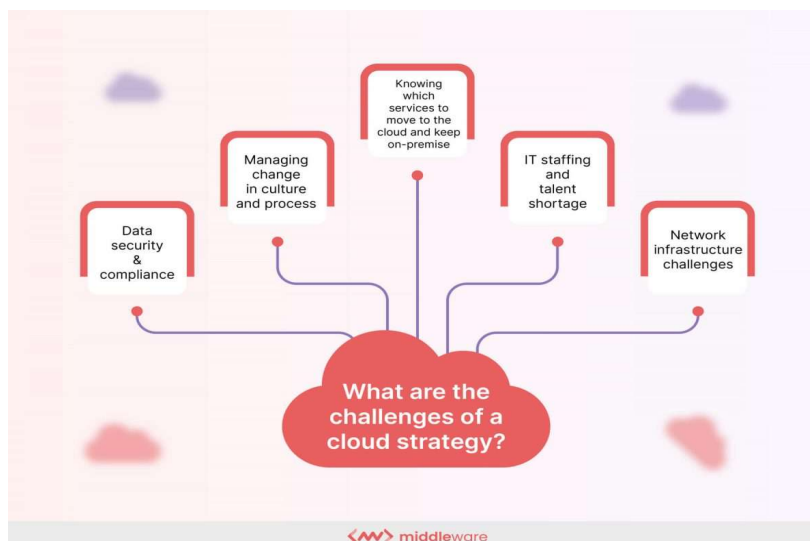 Knowing
which
services to
move to the
cloud and keep
on-premise
Managing
change
in culture
and process
IT staffing
and
talent
shortage
Data
security
&
compliance
Network
infrastructure
challenges
What are the
challenges of a
cloud strategy?
middleware